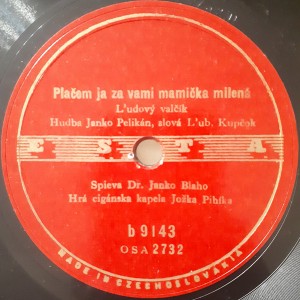 Plačem ja za vami mamička milená
L'udový valčík
Hudba Janko Pelikán, slová L'ub. Kupčok
ESTA
Spieva Dr. Janko Blaho
Hrá cigánska kapela Jožka Pihíka
b 9143
OSA 2732
MADE IN CZECHOSLOVAKIA